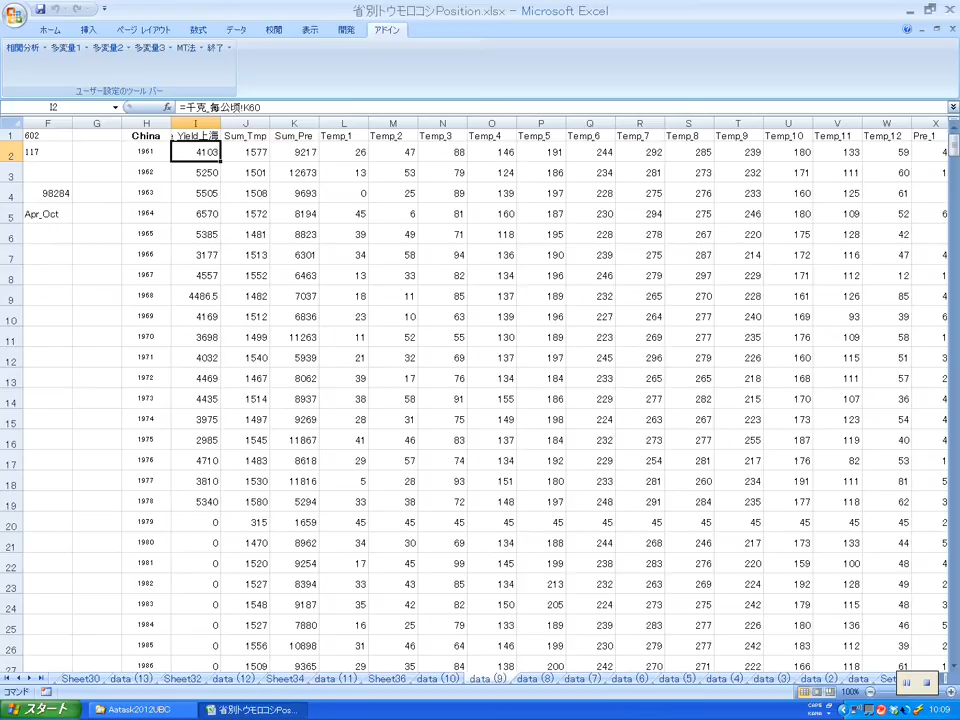 省別トウモロコシPosition.xlsx - Microsoft Excel
ホーム 挿入 ページ レイアウト 数式 データ 校閲 表示 開発 アドイン
相関分析 多変量1 多変量2 多変量3 MT法 終了
ユーザー設定のツール バー
I2 fx =千克_毎公頃!K60
F G H I J K L M N O P Q R S T U V W X
1 602 China Yield上海 Sum_Tmp Sum_Pre Temp_1 Temp_2 Temp_3 Temp_4 Temp_5 Temp_6 Temp_7 Temp_8 Temp_9 Temp_10 Temp_11 Temp_12 Pre_1
2 117 1961 4103 1577 9217 26 47 88 146 191 244 292 285 239 180 133 59 4
3 1962 5250 1501 12673 13 53 79 124 186 234 281 273 232 171 111 60 1
4 98284 1963 5505 1508 9693 0 25 89 139 197 228 275 276 233 160 125 61
5 Apr_Oct 1964 6570 1572 8194 45 6 81 160 187 230 294 275 246 180 109 52 6
6 1965 5385 1481 8823 39 49 71 118 195 228 278 267 220 175 128 42
7 1966 3177 1513 6301 34 58 94 136 190 239 275 287 214 172 116 47 4
8 1967 4557 1552 6463 13 33 82 134 196 246 279 297 229 171 112 12 1
9 1968 4486.5 1482 7037 18 11 85 137 189 232 265 270 228 161 126 85 4
10 1969 4169 1512 6836 23 10 63 139 196 227 264 277 240 169 93 39 6
11 1970 3698 1499 11263 11 52 55 130 189 223 269 277 235 176 109 58 1
12 1971 4032 1540 5939 21 32 69 137 197 245 296 279 226 160 115 51 3
13 1972 4469 1467 8062 39 17 76 134 184 233 265 265 218 168 111 57 2
14 1973 4435 1514 8937 38 58 91 155 186 229 277 282 215 170 107 36 4
15 1974 3975 1497 9269 28 31 75 149 198 224 263 267 223 173 123 54 4
16 1975 2985 1545 11867 41 46 83 137 184 232 273 277 255 187 119 40 4
17 1976 4710 1483 8618 29 57 74 134 192 229 254 281 217 176 82 53 1
18 1977 3810 1530 11816 5 28 93 151 180 233 281 260 234 191 111 81 5
19 1978 5340 1580 5294 33 38 72 148 197 248 291 284 235 177 118 62 3
20 1979 0 315 1659 45 45 45 45 45 45 45 45 45 45 45 45 2
21 1980 0 1470 8962 34 30 69 134 188 244 268 246 217 173 133 44 5
22 1981 0 1520 9254 17 45 99 145 199 238 283 276 220 159 100 48 4
23 1982 0 1527 8394 33 43 85 134 213 232 263 269 224 192 128 49 2
24 1983 0 1548 9187 35 42 82 150 205 224 273 275 242 179 115 48 3
25 1984 0 1527 7880 16 25 79 133 189 239 283 277 226 180 136 46 5
26 1985 0 1556 10898 31 46 64 146 199 230 279 283 242 183 112 39 2
27 1986 0 1509 9365 29 35 84 138 200 242 270 271 222 166 118 61 1
Sheet30 data (13) Sheet32 data (12) Sheet34 data (11) Sheet36 data (10) data (9) data (8) data (7) data (6) data (5) data (4) data (3) data (2) data Set
コマンド 100%
スタート Aatask2012UBC 省別トウモロコシPos... CAPS KANA 10:09